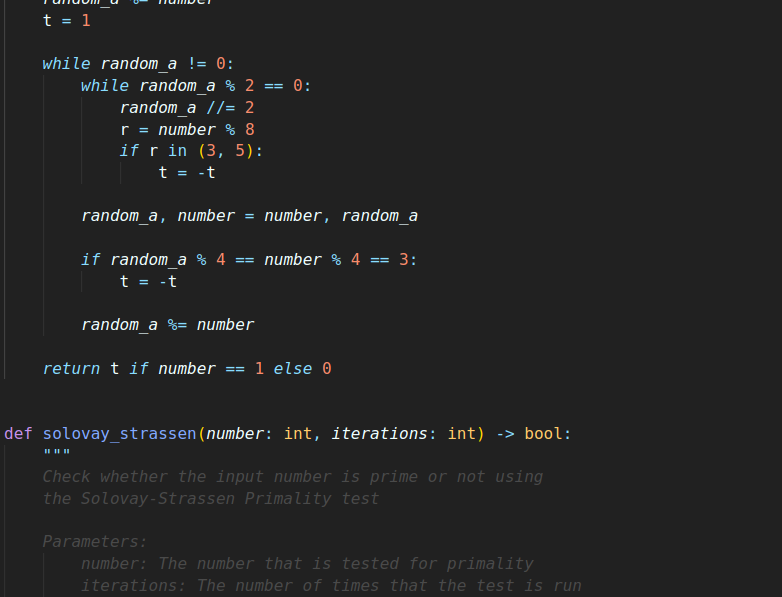 random_a %= number
t = 1
while random_a != 0:
while random_a % 2 == 0:
random_a //= 2
r = number % 8
if r in (3, 5):
t = -t
random_a, number = number, random_a
if random_a % 4 == number % 4 == 3:
t = -t
random_a %= number
return t if number == 1 else 0
def solovay_strassen(number: int, iterations: int) -> bool:
"""
Check whether the input number is prime or not using
the Solovay-Strassen Primality test
Parameters:
number: The number that is tested for primality
iterations: The number of times that the test is run